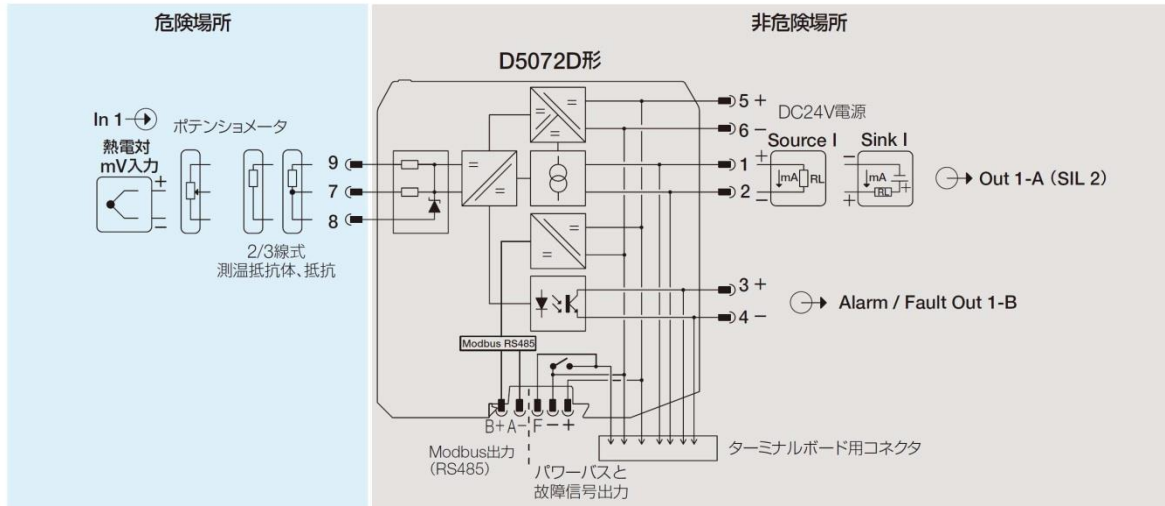 危険場所
非危険場所
D5072D形
In 1
ポテンショメータ
熱電対
mV入力
+
−
9
7
8
2/3線式
測温抵抗体、抵抗
5 +
6 −
DC24V電源
Source I
Sink I
1
2
+
−
mA
RL
−
+
mA
RL
+
Out 1-A (SIL 2)
3 +
4 −
Alarm / Fault Out 1-B
Modbus RS485
B+ A− F − +
Modbus出力
(RS485)
パワーバスと
故障信号出力
ターミナルボード用コネクタ